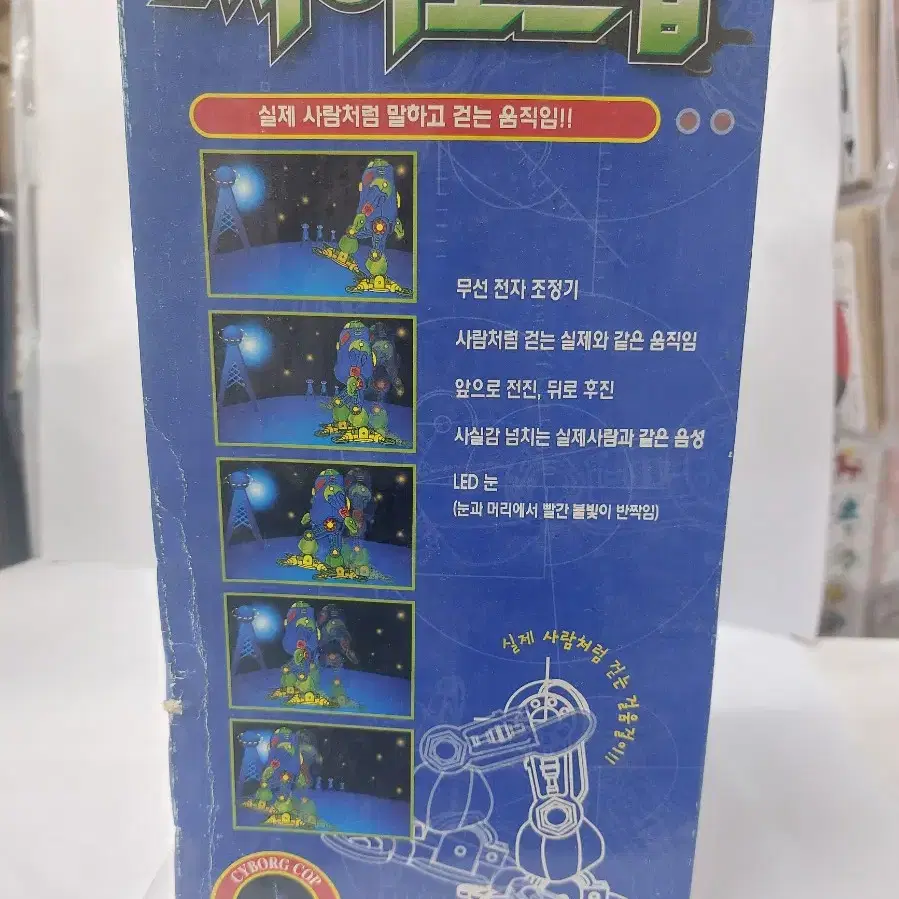 실제 사람처럼 말하고 걷는 움직임!!
무선 전자 조정기
사람처럼 걷는 실제와 같은 움직임
앞으로 전진, 뒤로 후진
사실감 넘치는 실제사람과 같은 음성
LED 눈
(눈과 머리에서 빨간 불빛이 반짝임)
실제 사람처럼 걷는 걸음걸이!!!
CYBORG COP